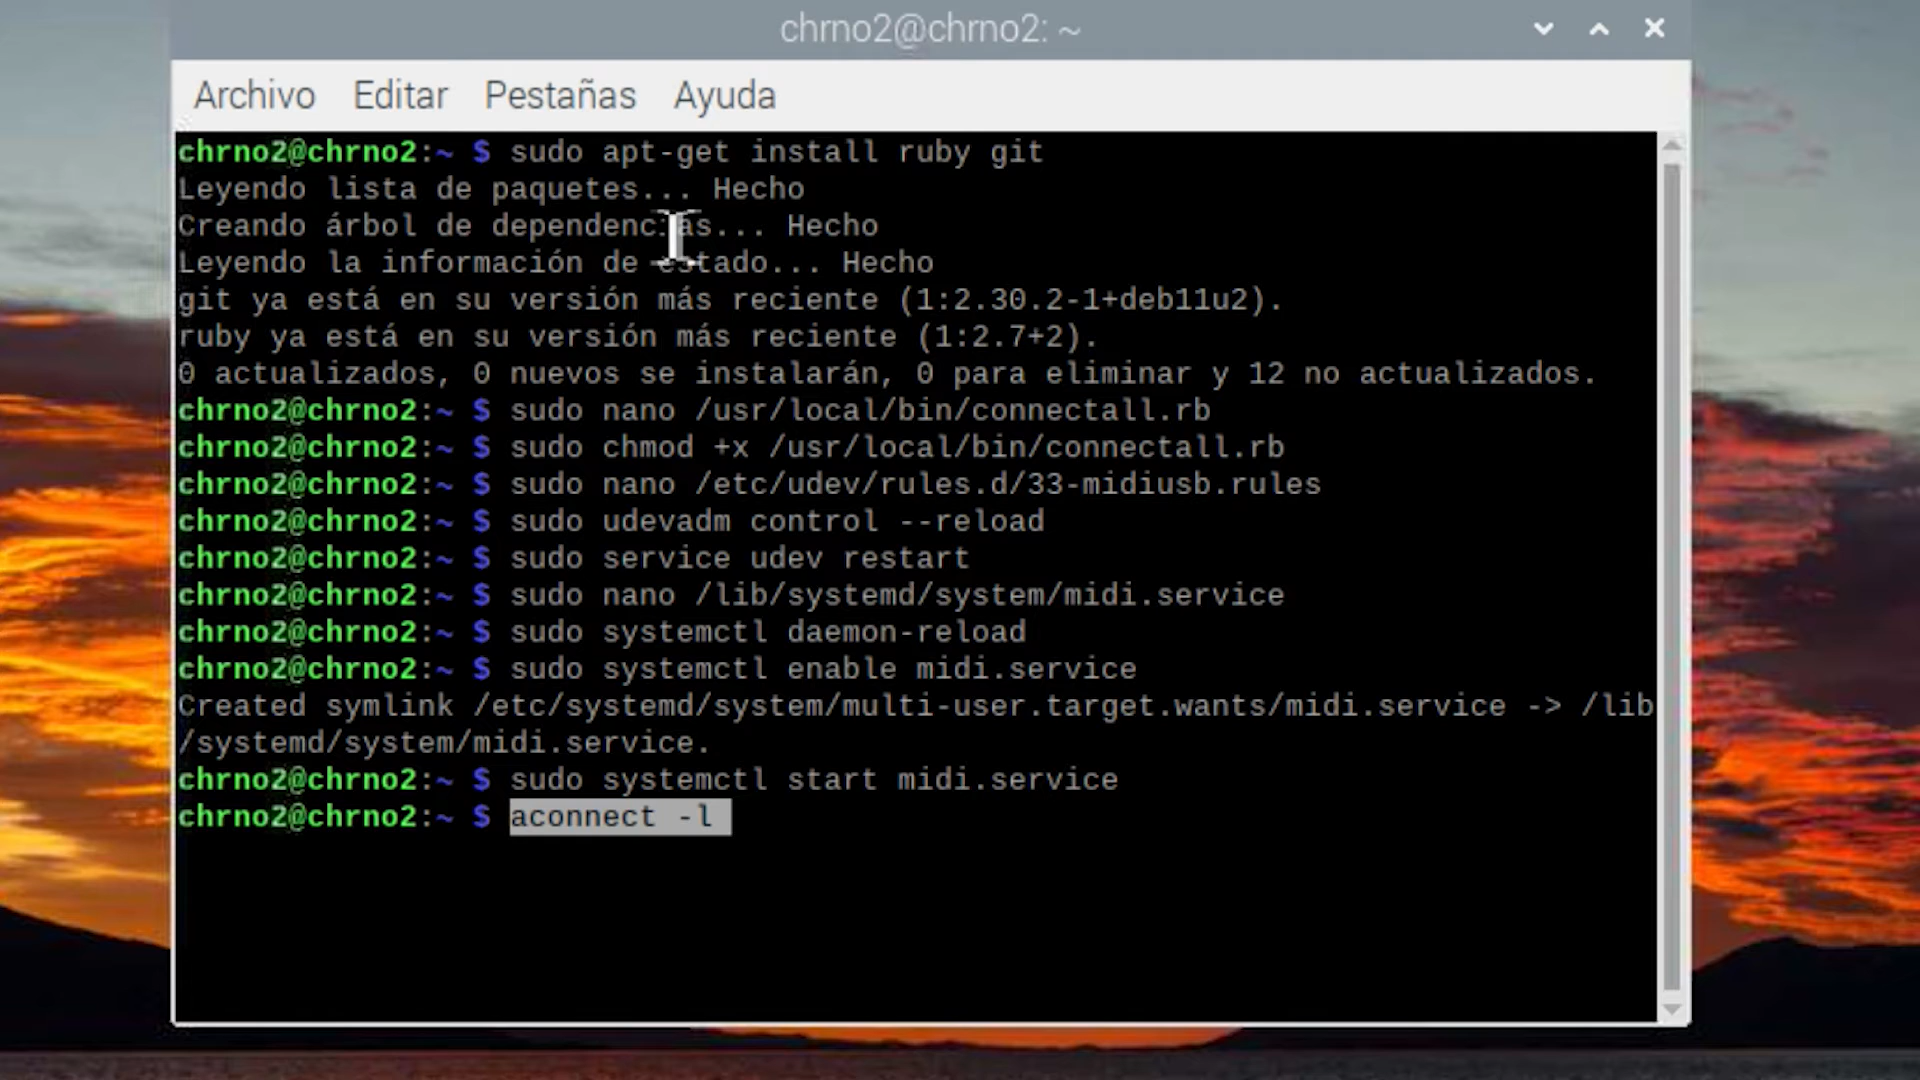 chrno2@chrno2: ~
Archivo Editar Pestañas Ayuda
chrno2@chrno2:~ $ sudo apt-get install ruby git
Leyendo lista de paquetes... Hecho
Creando árbol de dependencias... Hecho
Leyendo la información de estado... Hecho
git ya está en su versión más reciente (1:2.30.2-1+deb11u2).
ruby ya está en su versión más reciente (1:2.7+2).
0 actualizados, 0 nuevos se instalarán, 0 para eliminar y 12 no actualizados.
chrno2@chrno2:~ $ sudo nano /usr/local/bin/connectall.rb
chrno2@chrno2:~ $ sudo chmod +x /usr/local/bin/connectall.rb
chrno2@chrno2:~ $ sudo nano /etc/udev/rules.d/33-midiusb.rules
chrno2@chrno2:~ $ sudo udevadm control --reload
chrno2@chrno2:~ $ sudo service udev restart
chrno2@chrno2:~ $ sudo nano /lib/systemd/system/midi.service
chrno2@chrno2:~ $ sudo systemctl daemon-reload
chrno2@chrno2:~ $ sudo systemctl enable midi.service
Created symlink /etc/systemd/system/multi-user.target.wants/midi.service -> /lib
/systemd/system/midi.service.
chrno2@chrno2:~ $ sudo systemctl start midi.service
chrno2@chrno2:~ $ aconnect -l